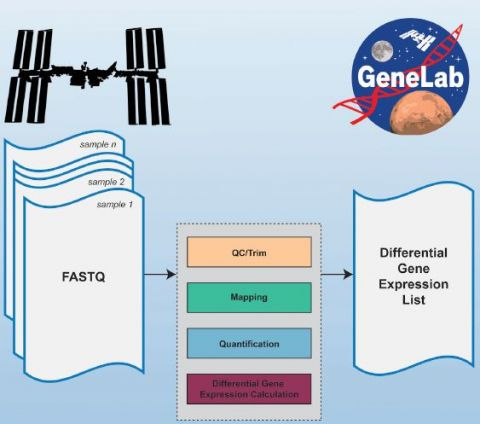 GeneLab
sample n
sample 2
sample 1
FASTQ
QC/Trim
Mapping
Quantification
Differential Gene
Expression Calculation
Differential
Gene
Expression
List